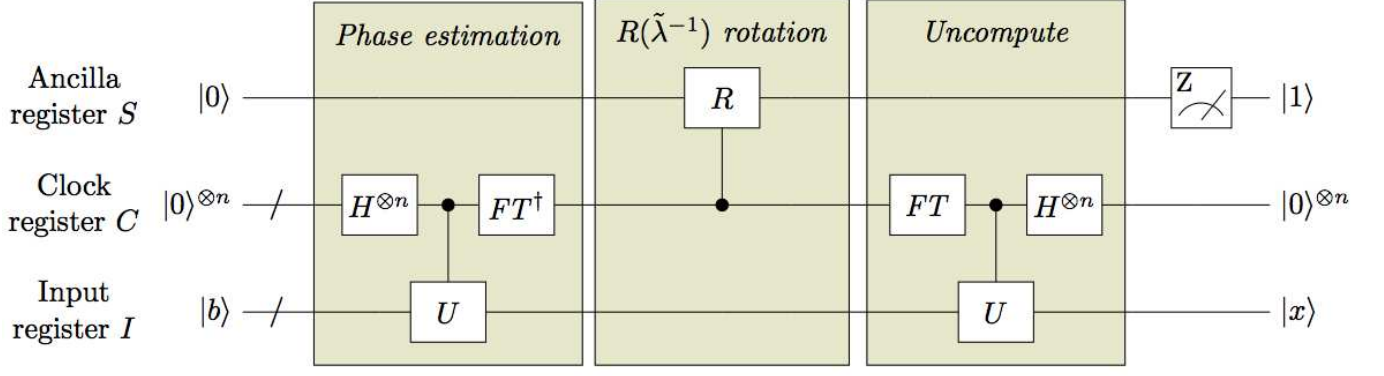 Phase estimation
R(λ̃⁻¹) rotation
Uncompute
Ancilla
register S
|0⟩
R
Z
|1⟩
Clock
register C
|0⟩⊗n
H⊗n
FT†
FT
H⊗n
|0⟩⊗n
Input
register I
|b⟩
U
U
|x⟩